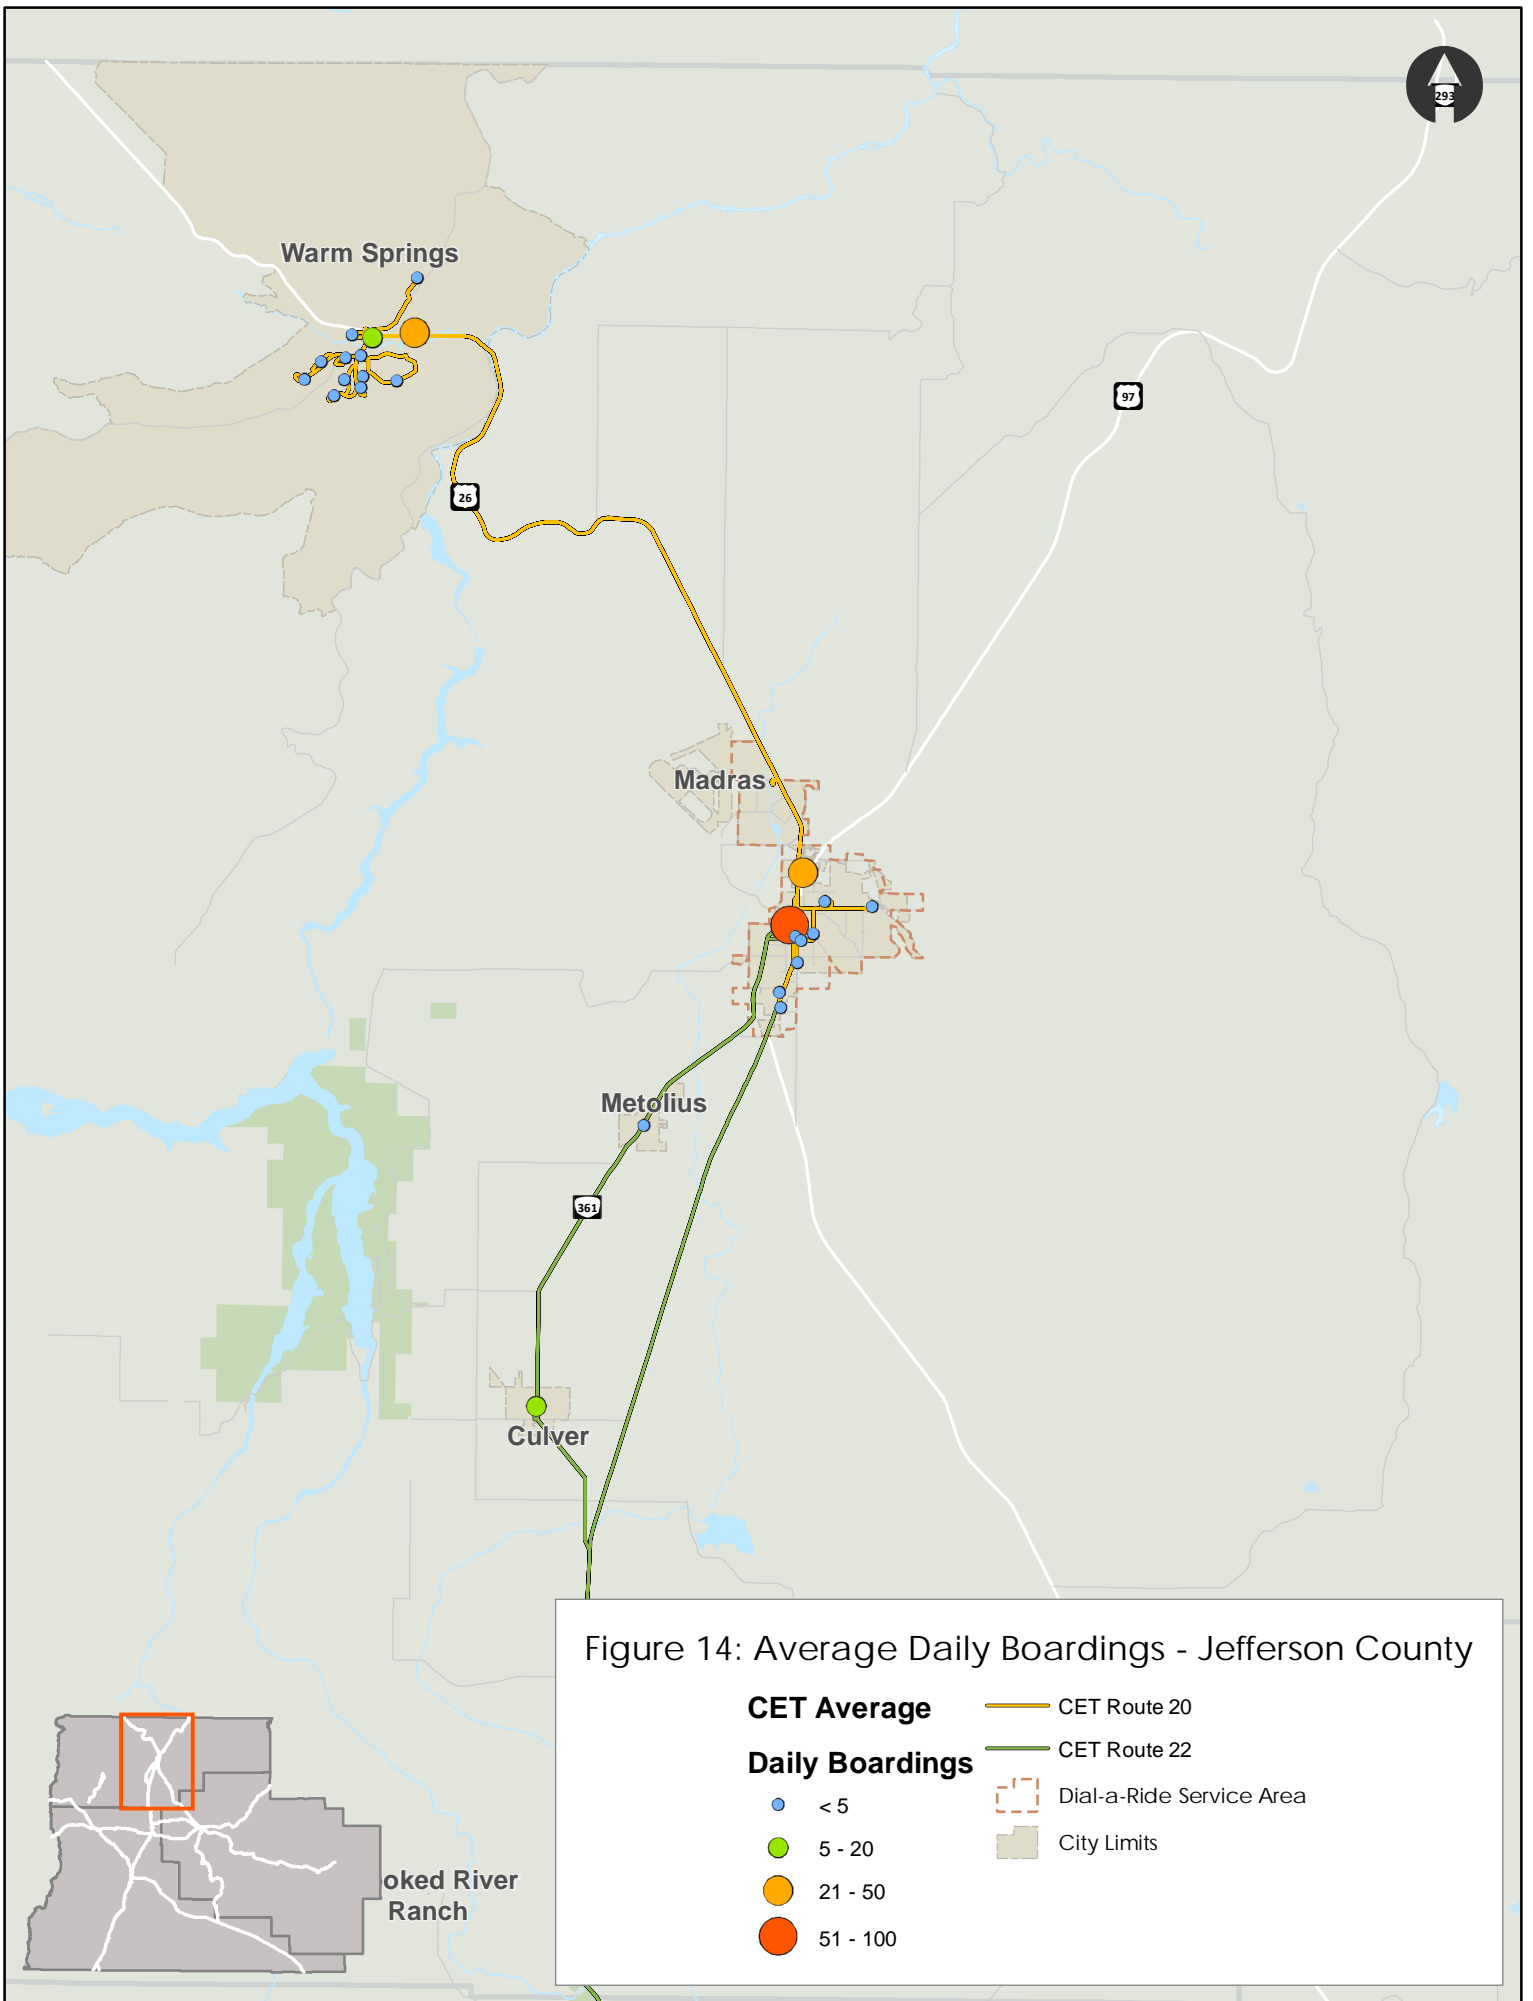 293
Warm Springs
97
26
Madras
Metolius
361
Culver
Figure 14: Average Daily Boardings - Jefferson County
CET Average
Daily Boardings
< 5
5 - 20
21 - 50
51 - 100
CET Route 20
CET Route 22
Dial-a-Ride Service Area
City Limits
ooked River
Ranch